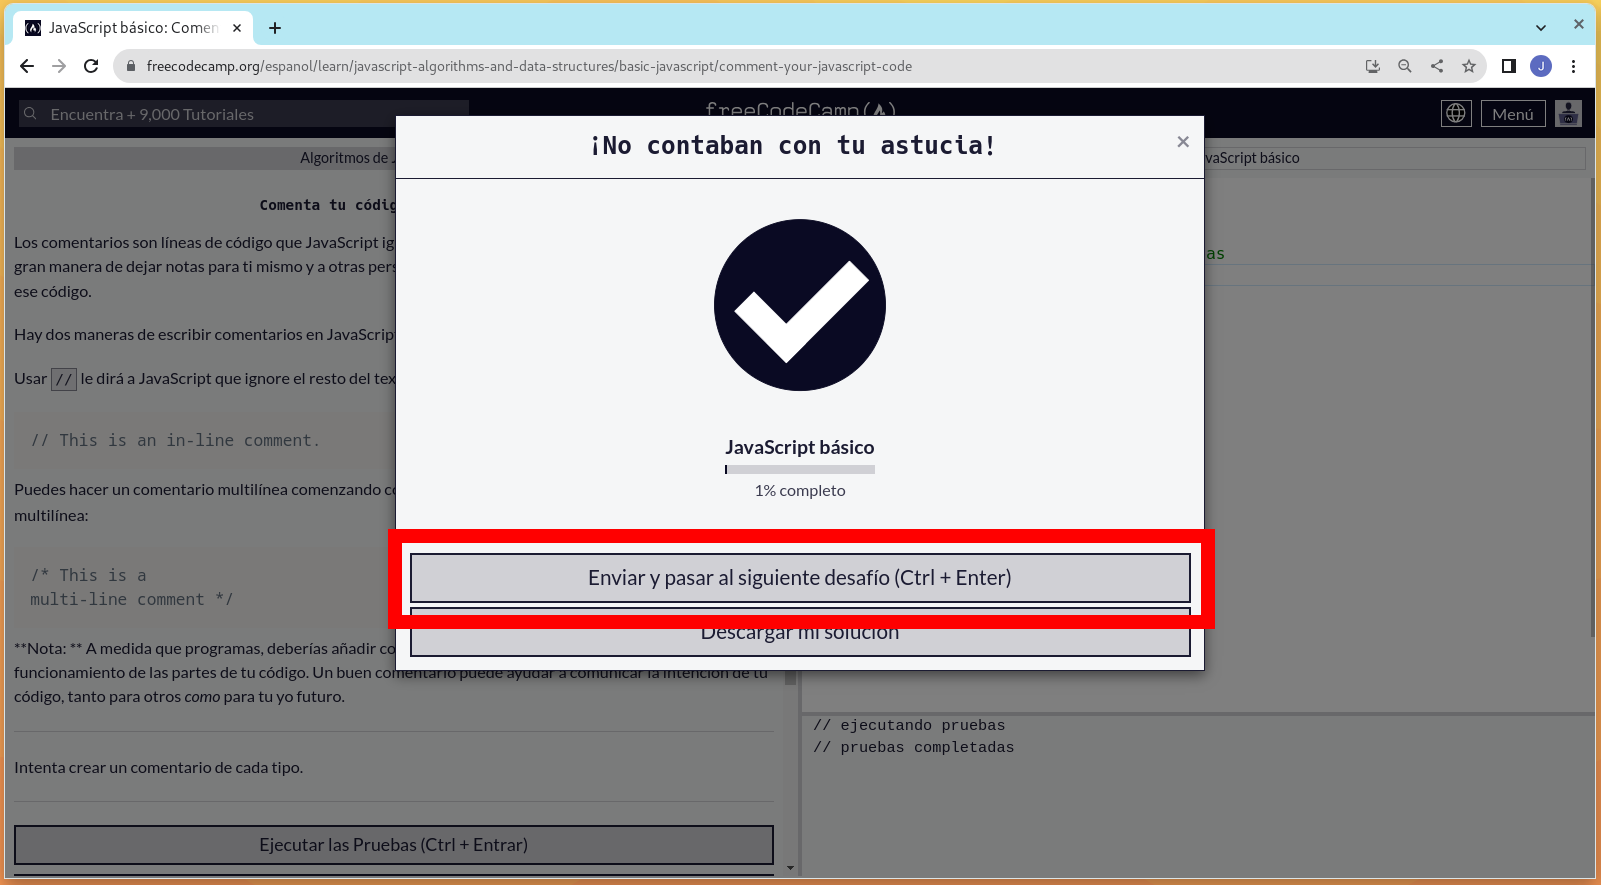 JavaScript básico: Comen
freecodecamp.org/espanol/learn/javascript-algorithms-and-data-structures/basic-javascript/comment-your-javascript-code
J
Encuentra + 9,000 Tutoriales
freeCodeCamp(🔥)
Menú
Algoritmos de J
vaScript básico
¡No contaban con tu astucia!
×
Comenta tu códig
Los comentarios son líneas de código que JavaScript ig
gran manera de dejar notas para ti mismo y a otras pers
ese código.
as
Hay dos maneras de escribir comentarios en JavaScrip
Usar // le dirá a JavaScript que ignore el resto del tex
// This is an in-line comment.
Puedes hacer un comentario multilínea comenzando co
multilínea:
/* This is a
multi-line comment */
JavaScript básico
1% completo
Enviar y pasar al siguiente desafío (Ctrl + Enter)
Descargar mi solución
**Nota: ** A medida que programas, deberías añadir co
funcionamiento de las partes de tu código. Un buen comentario puede ayudar a comunicar la intención de tu
código, tanto para otros como para tu yo futuro.
Intenta crear un comentario de cada tipo.
Ejecutar las Pruebas (Ctrl + Entrar)
// ejecutando pruebas
// pruebas completadas